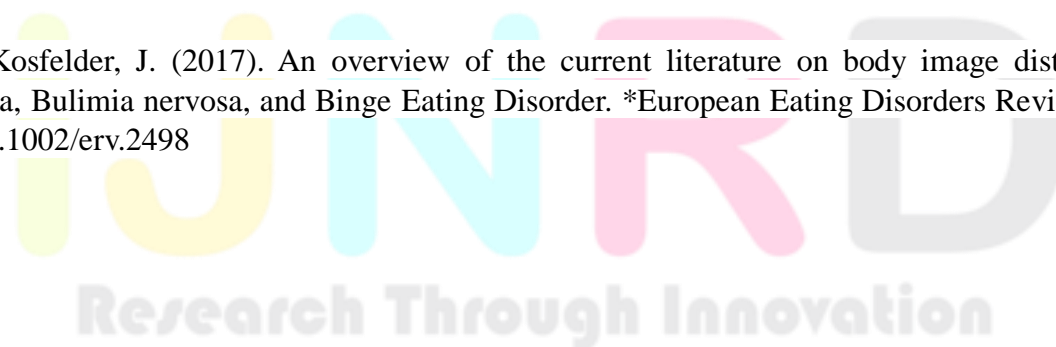 Kosfelder, J. (2017). An overview of the current literature on body image dist
a, Bulimia nervosa, and Binge Eating Disorder. *European Eating Disorders Revi
.1002/erv.2498
IJNRD
Research Through Innovation